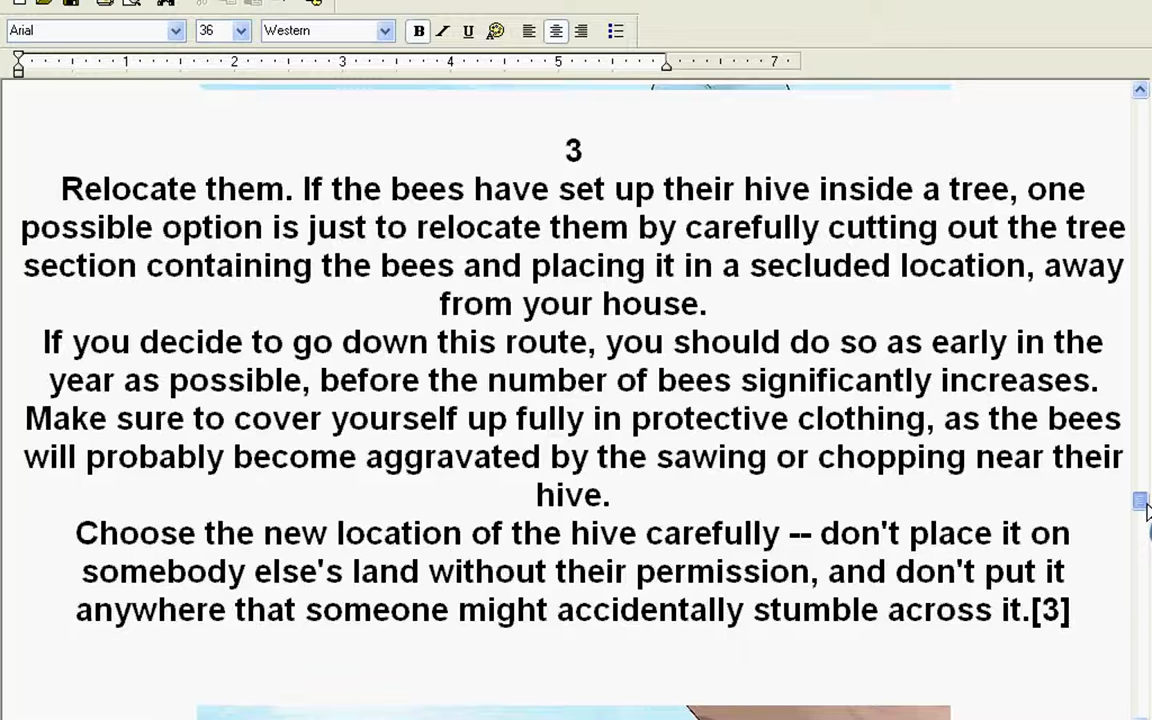 Arial 36 Western B I U
1 2 3 4 5 7
3
Relocate them. If the bees have set up their hive inside a tree, one
possible option is just to relocate them by carefully cutting out the tree
section containing the bees and placing it in a secluded location, away
from your house.
If you decide to go down this route, you should do so as early in the
year as possible, before the number of bees significantly increases.
Make sure to cover yourself up fully in protective clothing, as the bees
will probably become aggravated by the sawing or chopping near their
hive.
Choose the new location of the hive carefully -- don't place it on
somebody else's land without their permission, and don't put it
anywhere that someone might accidentally stumble across it.[3]